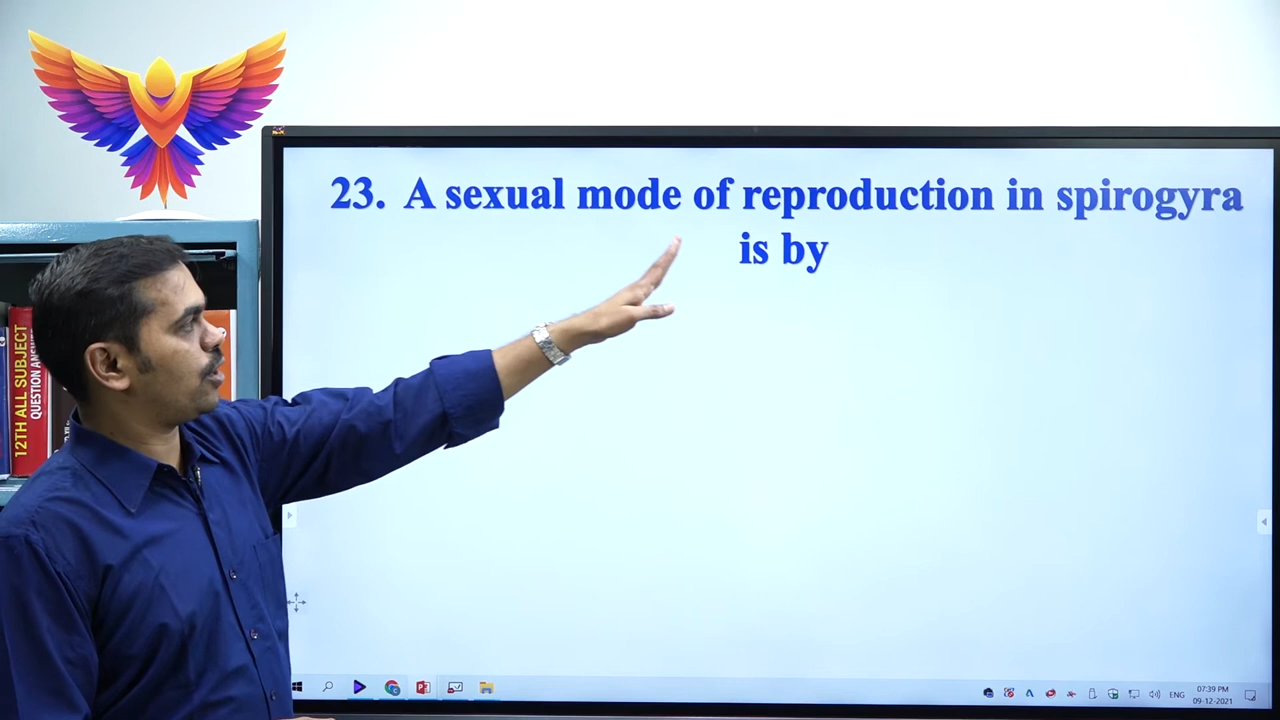 23. A sexual mode of reproduction in spirogyra
is by
12TH ALL SUBJECT
QUESTION
ENG
07:39 PM
09-12-2021